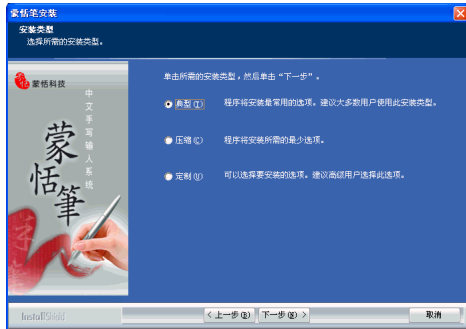 蒙恬笔安装
安装类型
选择所需的安装类型。
蒙恬科技
中文手写输入系统
蒙恬筆
单击所需的安装类型，然后单击“下一步”。
典型(T) 程序将安装最常用的选项。建议大多数用户使用此安装类型。
压缩(C) 程序将安装所需的最少选项。
定制(U) 可以选择要安装的选项。建议高级用户选择此选项。
InstallShield
< 上一步(B) 下一步(N) > 取消